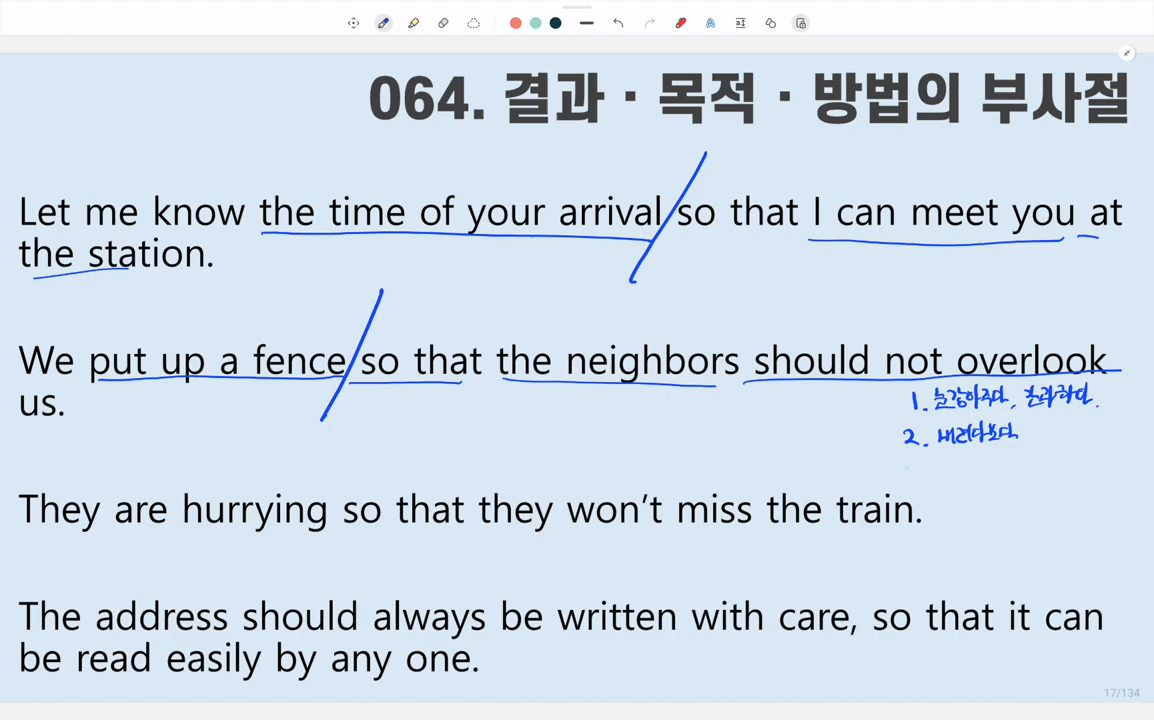 064. 결과·목적·방법의 부사절
Let me know the time of your arrival so that I can meet you at
the station.
We put up a fence so that the neighbors should not overlook
us.
1. 눈감아주다, 간과하다.
2. 내려다보다
They are hurrying so that they won't miss the train.
The address should always be written with care, so that it can
be read easily by any one.
17/134